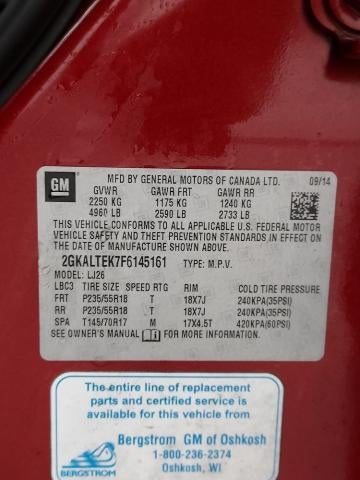 GM
MFD BY GENERAL MOTORS OF CANADA LTD. 09/14
GVWR GAWR FRT GAWR RR
2250 KG 1175 KG 1240 KG
4960 LB 2590 LB 2733 LB
THIS VEHICLE CONFORMS TO ALL APPLICABLE U.S. FEDERAL MOTOR
VEHICLE SAFETY AND THEFT PREVENTION STANDARDS IN EFFECT ON THE DATE OF
MANUFACTURE SHOWN ABOVE.
2GKALTEK7F6145161 TYPE: M.P.V.
MODEL: LJ26
LBC3 TIRE SIZE SPEED RTG RIM COLD TIRE PRESSURE
FRT P235/55R18 T 18X7J 240KPA(35PSI)
RR P235/55R18 T 18X7J 240KPA(35PSI)
SPA T145/70R17 M 17X4.5T 420KPA(60PSI)
SEE OWNER'S MANUAL FOR MORE INFORMATION.
The entire line of replacement
parts and certified service is
available for this vehicle from
Bergstrom GM of Oshkosh
1-800-236-2374
BERGSTROM Oshkosh, WI